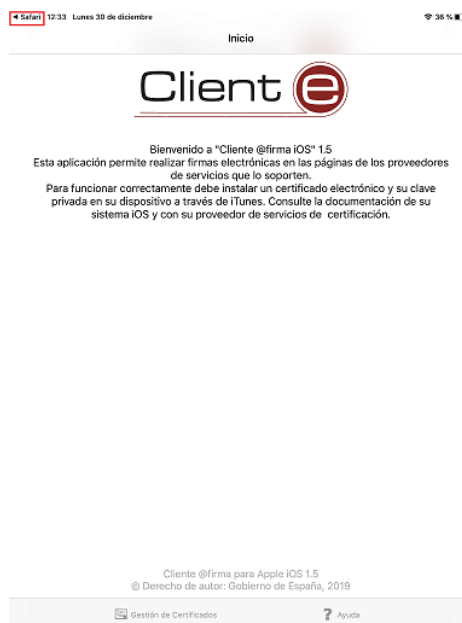 Safari 12:33 Lunes 30 de diciembre 36 %
Inicio
Client e
Bienvenido a "Cliente @firma iOS" 1.5
Esta aplicación permite realizar firmas electrónicas en las páginas de los proveedores
de servicios que lo soporten.
Para funcionar correctamente debe instalar un certificado electrónico y su clave
privada en su dispositivo a través de iTunes. Consulte la documentación de su
sistema iOS y con su proveedor de servicios de certificación.
Cliente @firma para Apple iOS 1.5
© Derecho de autor: Gobierno de España, 2019
Gestión de Certificados ? Ayuda